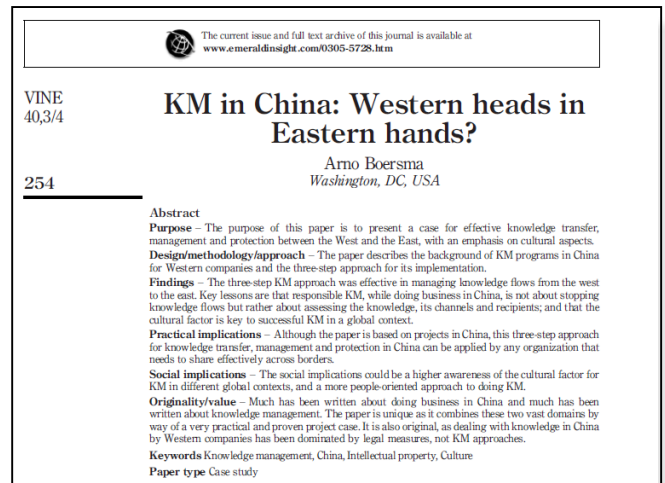 The current issue and full text archive of this journal is available at
www.emeraldinsight.com/0305-5728.htm
VINE
40,3/4
254
KM in China: Western heads in
Eastern hands?
Arno Boersma
Washington, DC, USA
Abstract
Purpose – The purpose of this paper is to present a case for effective knowledge transfer,
management and protection between the West and the East, with an emphasis on cultural aspects.
Design/methodology/approach – The paper describes the background of KM programs in China
for Western companies and the three-step approach for its implementation.
Findings – The three-step KM approach was effective in managing knowledge flows from the west
to the east. Key lessons are that responsible KM, while doing business in China, is not about stopping
knowledge flows but rather about assessing the knowledge, its channels and recipients; and that the
cultural factor is key to successful KM in a global context.
Practical implications – Although the paper is based on projects in China, this three-step approach
for knowledge transfer, management and protection in China can be applied by any organization that
needs to share effectively across borders.
Social implications – The social implications could be a higher awareness of the cultural factor for
KM in different global contexts, and a more people-oriented approach to doing KM.
Originality/value – Much has been written about doing business in China and much has been
written about knowledge management. The paper is unique as it combines these two vast domains by
way of a very practical and proven project case. It is also original, as dealing with knowledge in China
by Western companies has been dominated by legal measures, not KM approaches.
Keywords Knowledge management, China, Intellectual property, Culture
Paper type Case study